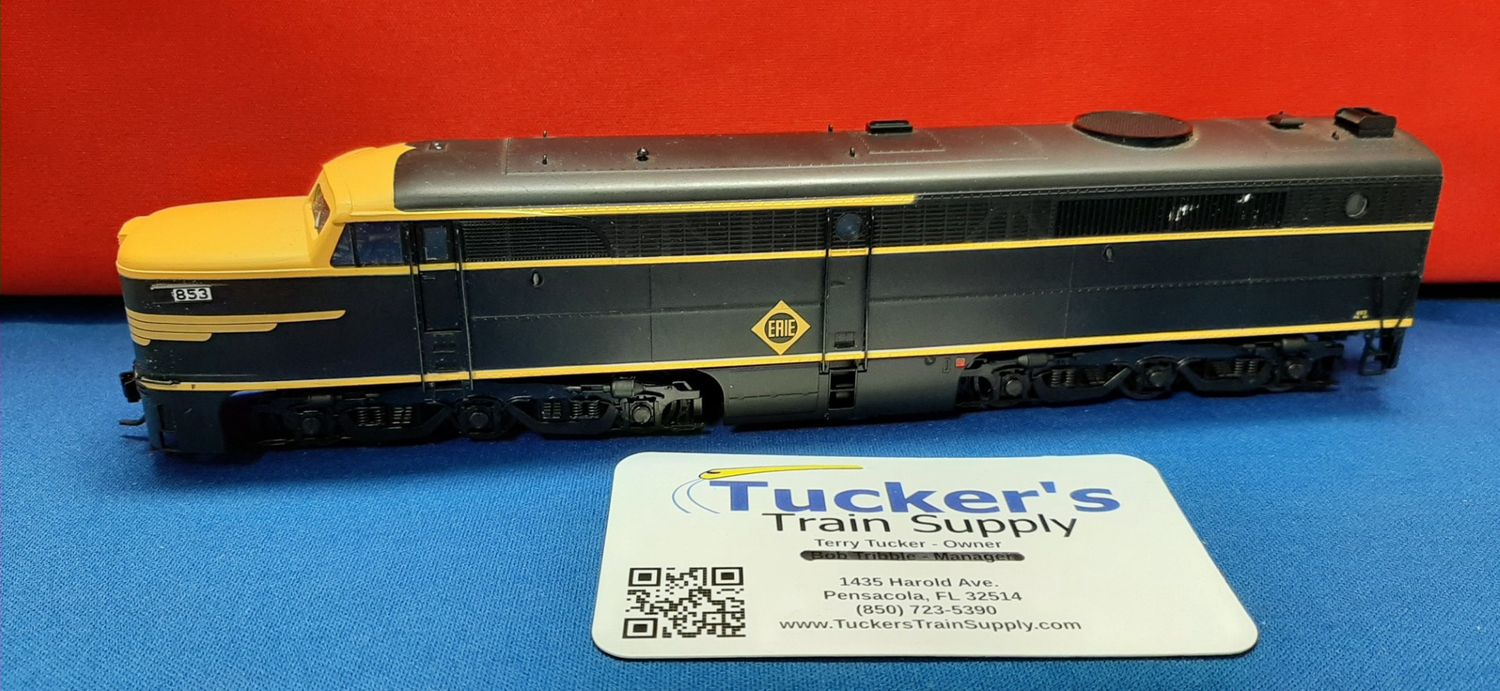 853
ERIE
Tucker's
Train Supply
Terry Tucker - Owner
Bob Tribble - Manager
1435 Harold Ave.
Pensacola, FL 32514
(850) 723-5390
www.TuckersTrainSupply.com